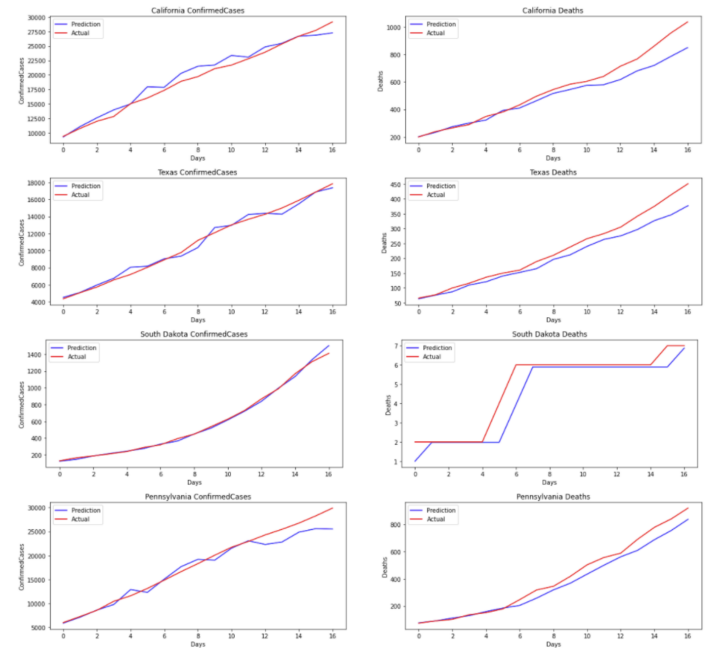 California ConfirmedCases
Prediction
Actual
ConfirmedCases
30000
27500
25000
22500
20000
17500
15000
12500
10000
0 2 4 6 8 10 12 14 16
Days
California Deaths
Prediction
Actual
Deaths
1000
800
600
400
200
0 2 4 6 8 10 12 14 16
Days
Texas ConfirmedCases
Prediction
Actual
ConfirmedCases
18000
16000
14000
12000
10000
8000
6000
4000
0 2 4 6 8 10 12 14 16
Days
Texas Deaths
Prediction
Actual
Deaths
450
400
350
300
250
200
150
100
50
0 2 4 6 8 10 12 14 16
Days
South Dakota ConfirmedCases
Prediction
Actual
ConfirmedCases
1400
1200
1000
800
600
400
200
0 2 4 6 8 10 12 14 16
Days
South Dakota Deaths
Prediction
Actual
Deaths
7
6
5
4
3
2
1
0 2 4 6 8 10 12 14 16
Days
Pennsylvania ConfirmedCases
Prediction
Actual
ConfirmedCases
30000
25000
20000
15000
10000
5000
0 2 4 6 8 10 12 14 16
Days
Pennsylvania Deaths
Prediction
Actual
Deaths
800
600
400
200
0 2 4 6 8 10 12 14 16
Days